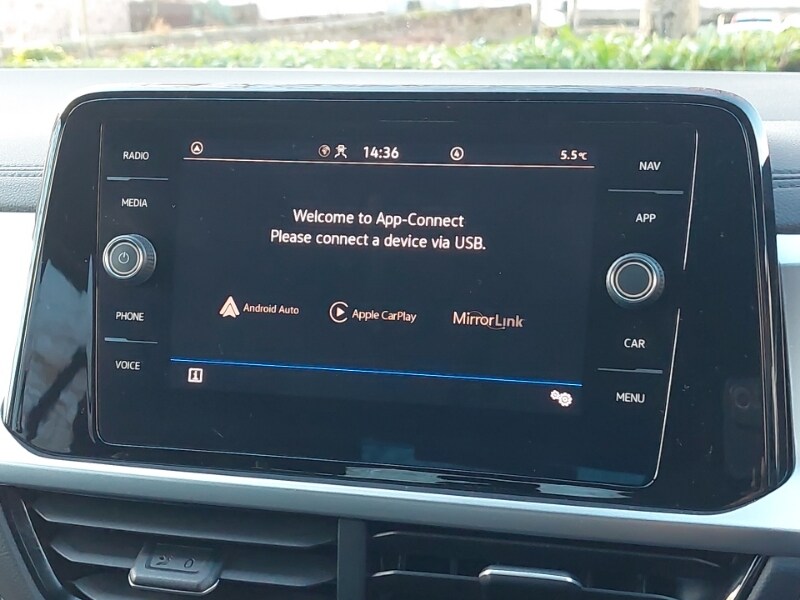 RADIO
MEDIA
PHONE
VOICE
14:36
5.5°C
Welcome to App-Connect
Please connect a device via USB.
Android Auto
Apple CarPlay
MirrorLink
NAV
APP
CAR
MENU
0